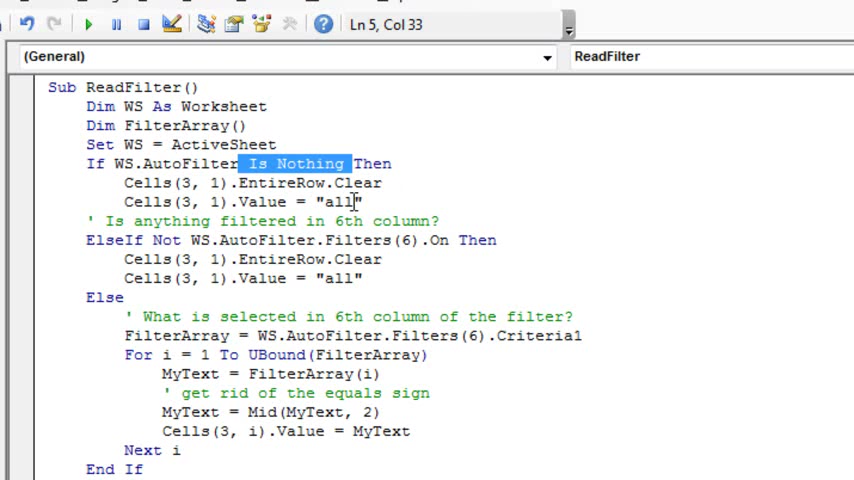 Ln 5, Col 33
(General) ReadFilter
Sub ReadFilter()
Dim WS As Worksheet
Dim FilterArray()
Set WS = ActiveSheet
If WS.AutoFilter Is Nothing Then
Cells(3, 1).EntireRow.Clear
Cells(3, 1).Value = "all"
' Is anything filtered in 6th column?
ElseIf Not WS.AutoFilter.Filters(6).On Then
Cells(3, 1).EntireRow.Clear
Cells(3, 1).Value = "all"
Else
' What is selected in 6th column of the filter?
FilterArray = WS.AutoFilter.Filters(6).Criteria1
For i = 1 To UBound(FilterArray)
MyText = FilterArray(i)
' get rid of the equals sign
MyText = Mid(MyText, 2)
Cells(3, i).Value = MyText
Next i
End If